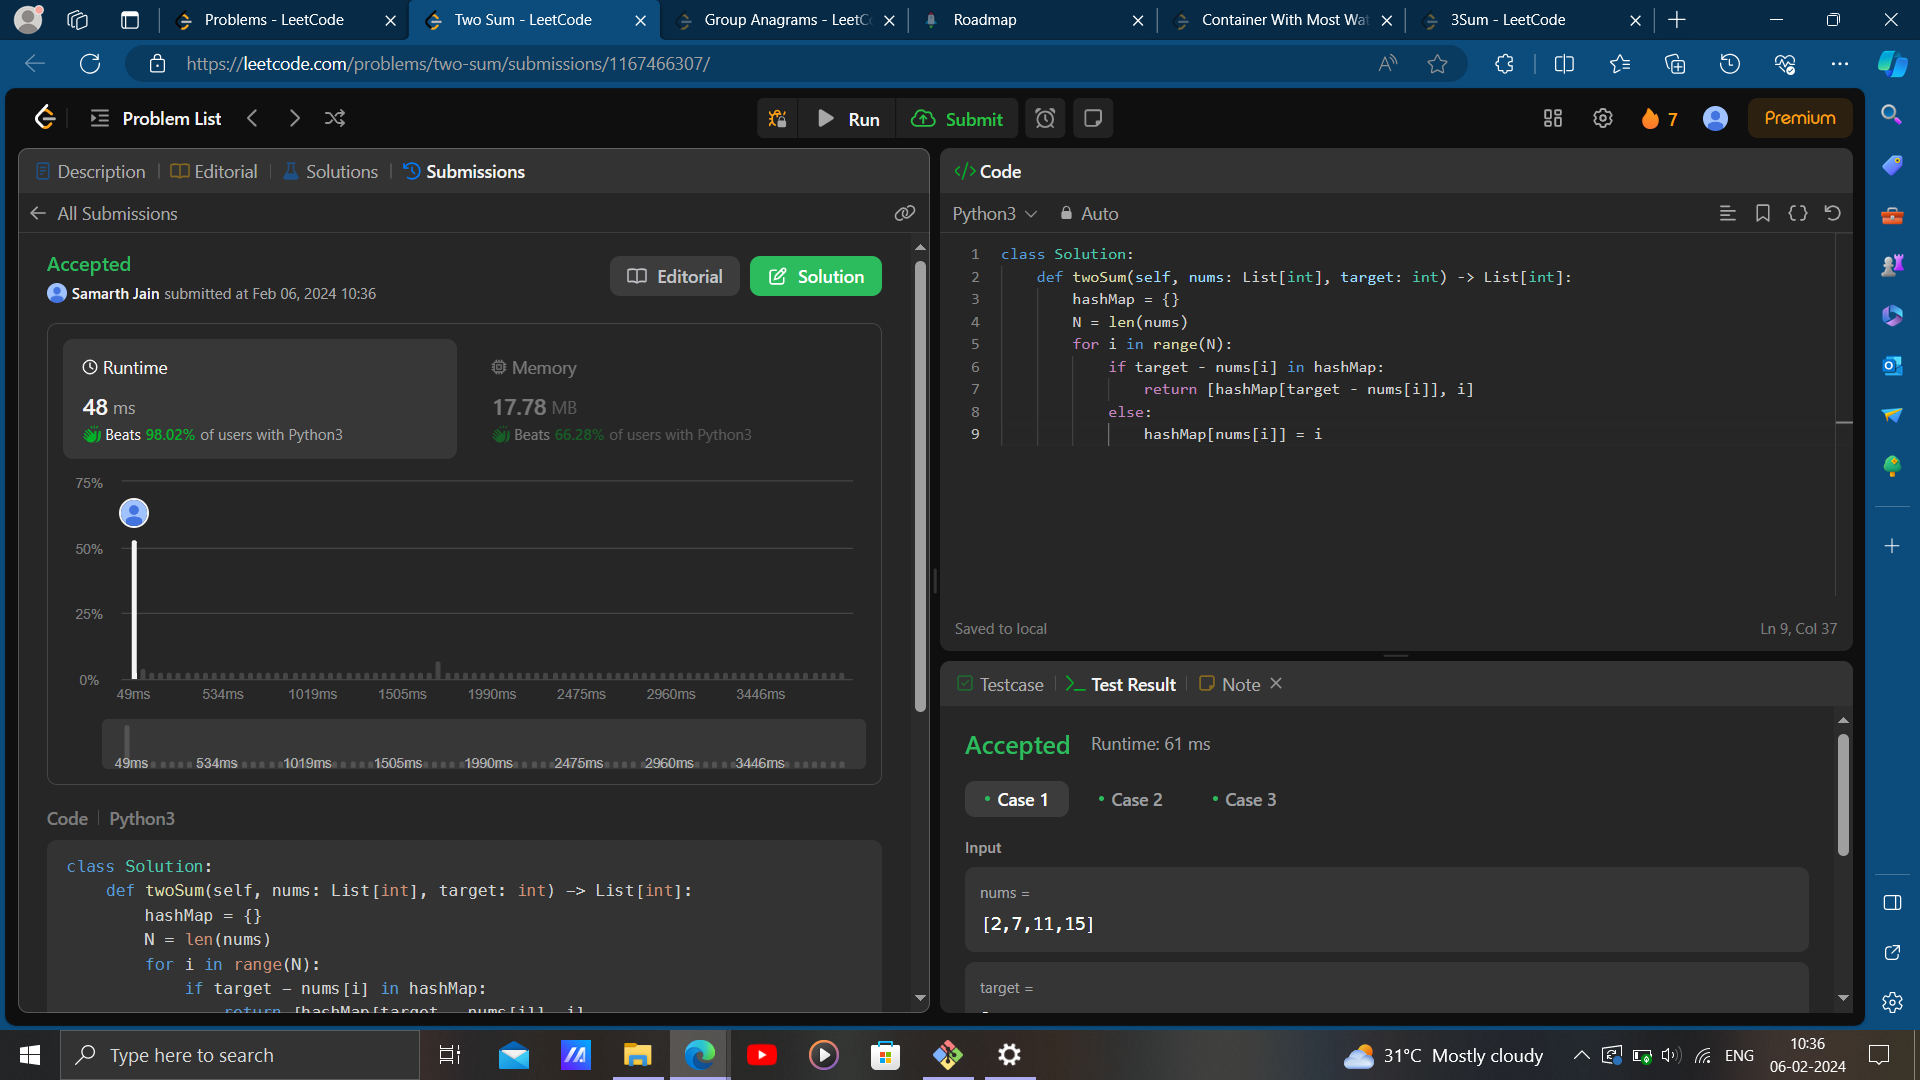 Problems - LeetCode
Two Sum - LeetCode
Group Anagrams - LeetC
Roadmap
Container With Most Wat
3Sum - LeetCode
https://leetcode.com/problems/two-sum/submissions/1167466307/
Problem List
Run
Submit
7
Premium
Description
Editorial
Solutions
Submissions
All Submissions
Accepted
Samarth Jain submitted at Feb 06, 2024 10:36
Editorial
Solution
Runtime
48 ms
Beats 98.02% of users with Python3
Memory
17.78 MB
Beats 66.28% of users with Python3
75%
50%
25%
0%
49ms 534ms 1019ms 1505ms 1990ms 2475ms 2960ms 3446ms
49ms 534ms 1019ms 1505ms 1990ms 2475ms 2960ms 3446ms
Code Python3
class Solution:
def twoSum(self, nums: List[int], target: int) -> List[int]:
hashMap = {}
N = len(nums)
for i in range(N):
if target - nums[i] in hashMap:
return [hashMap[target - nums[i]], i]
Code
Python3
Auto
1 class Solution:
2 def twoSum(self, nums: List[int], target: int) -> List[int]:
3 hashMap = {}
4 N = len(nums)
5 for i in range(N):
6 if target - nums[i] in hashMap:
7 return [hashMap[target - nums[i]], i]
8 else:
9 hashMap[nums[i]] = i
Saved to local
Ln 9, Col 37
Testcase
Test Result
Note
Accepted Runtime: 61 ms
Case 1 Case 2 Case 3
Input
nums =
[2,7,11,15]
target =
Type here to search
31°C Mostly cloudy
ENG
10:36
06-02-2024